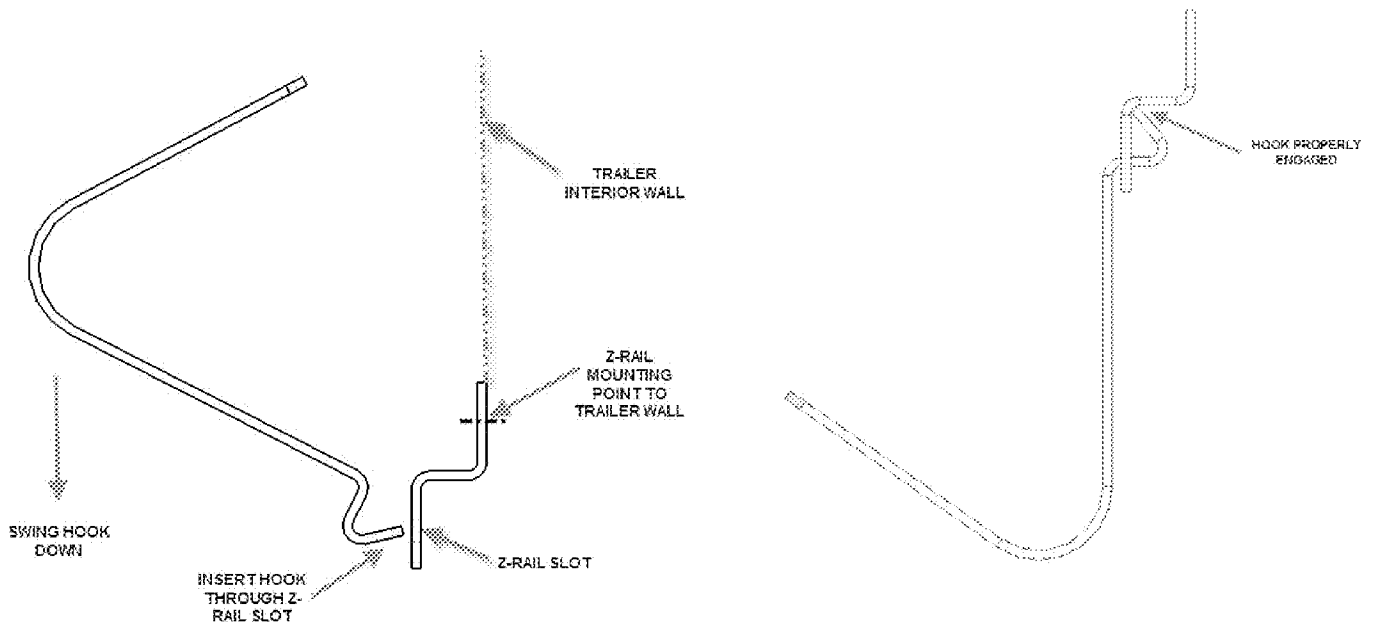 TRAILER
INTERIOR WALL
HOOK PROPERLY
ENGAGED
Z-RAIL
MOUNTING
POINT TO
TRAILER WALL
SWING HOOK
DOWN
Z-RAIL SLOT
INSERT HOOK
THROUGH Z-
RAIL SLOT